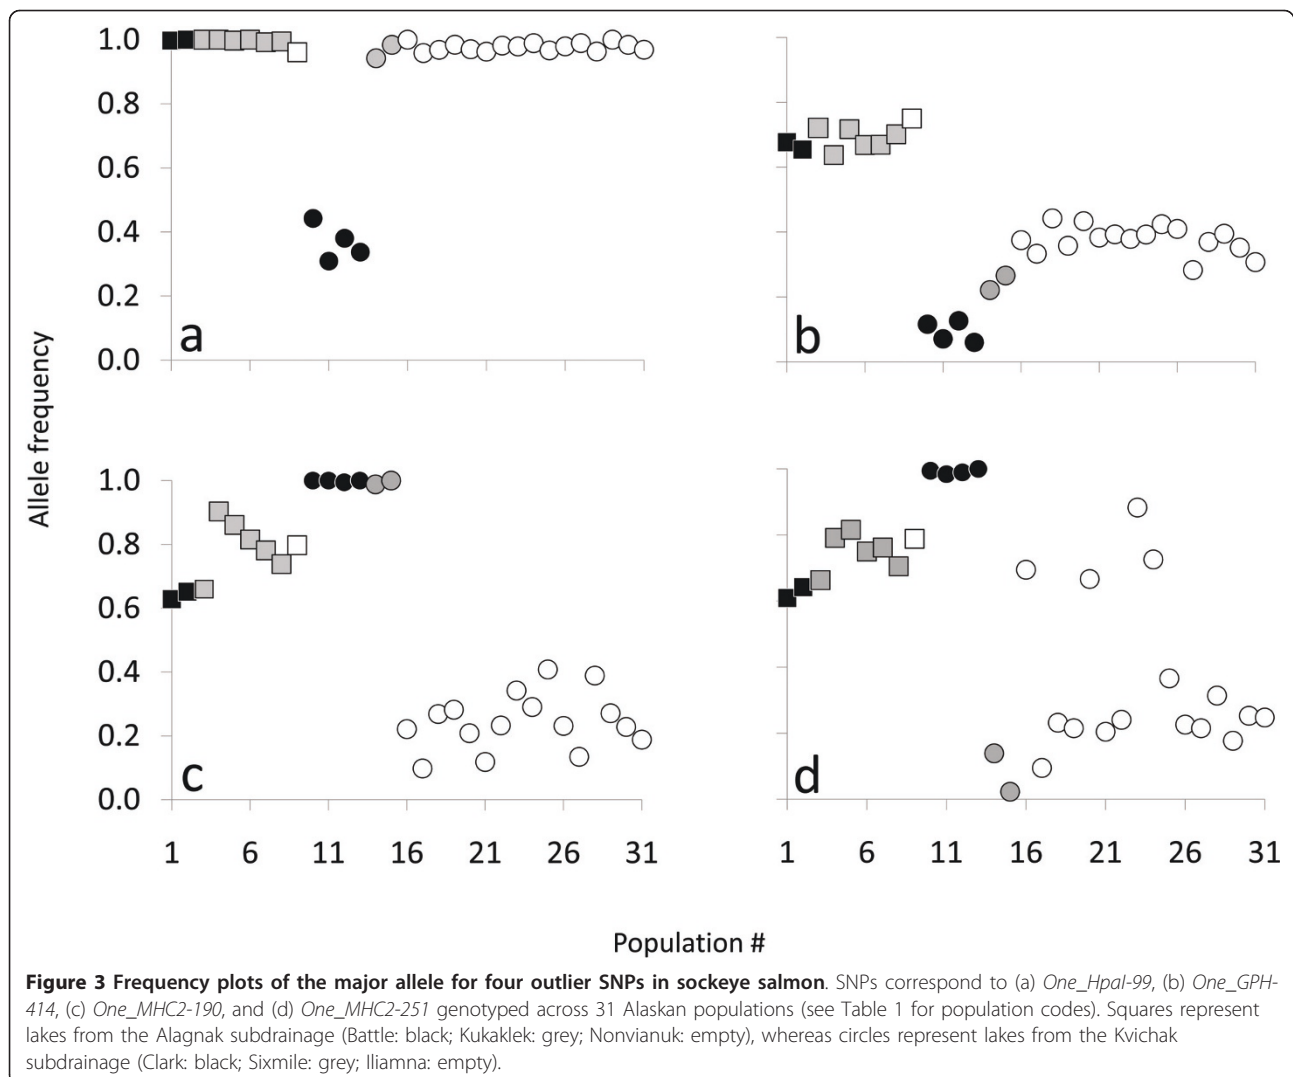 1.0
0.8
0.6
0.4
0.2
0.0
a
b
Allele frequency
1.0
0.8
0.6
0.4
0.2
0.0
c
d
1 6 11 16 21 26 31
1 6 11 16 21 26 31
Population #
Figure 3 Frequency plots of the major allele for four outlier SNPs in sockeye salmon. SNPs correspond to (a) One_HpaI-99, (b) One_GPH-
414, (c) One_MHC2-190, and (d) One_MHC2-251 genotyped across 31 Alaskan populations (see Table 1 for population codes). Squares represent
lakes from the Alagnak subdrainage (Battle: black; Kukaklek: grey; Nonvianuk: empty), whereas circles represent lakes from the Kvichak
subdrainage (Clark: black; Sixmile: grey; Iliamna: empty).